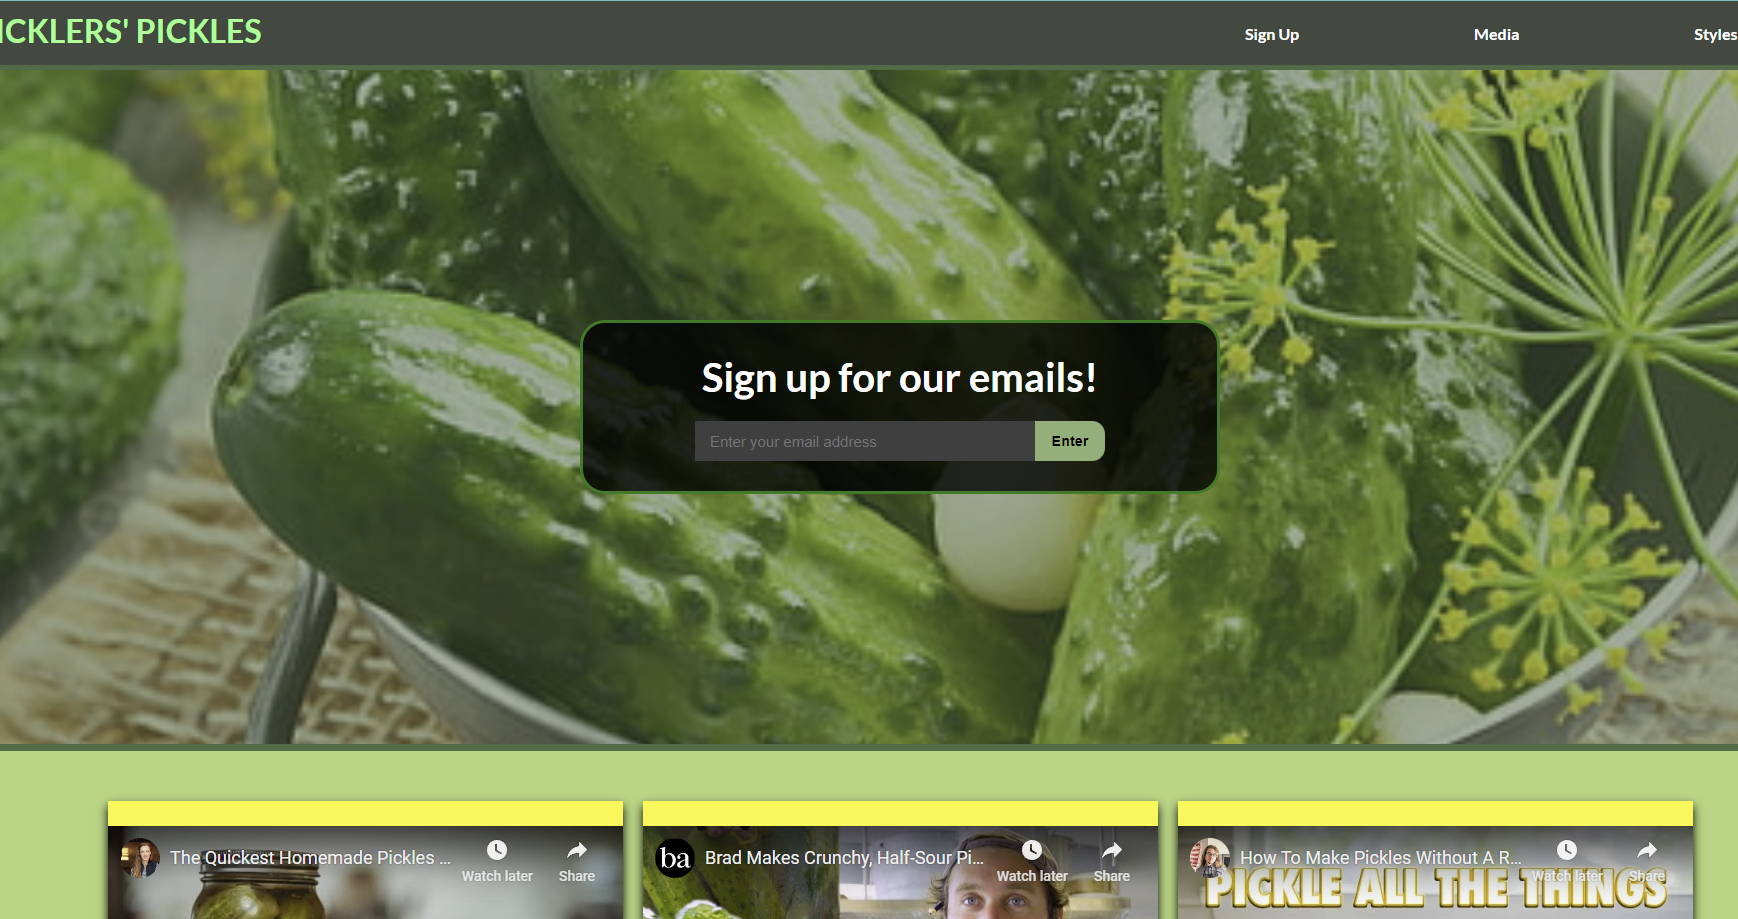 ICKLERS' PICKLES
Sign Up
Media
Styles
Sign up for our emails!
Enter your email address
Enter
The Quickest Homemade Pickles ...
Watch later
Share
ba
Brad Makes Crunchy, Half-Sour Pi...
Watch later
Share
How To Make Pickles Without A R...
Watch later
Share
PICKLE ALL THE THINGS